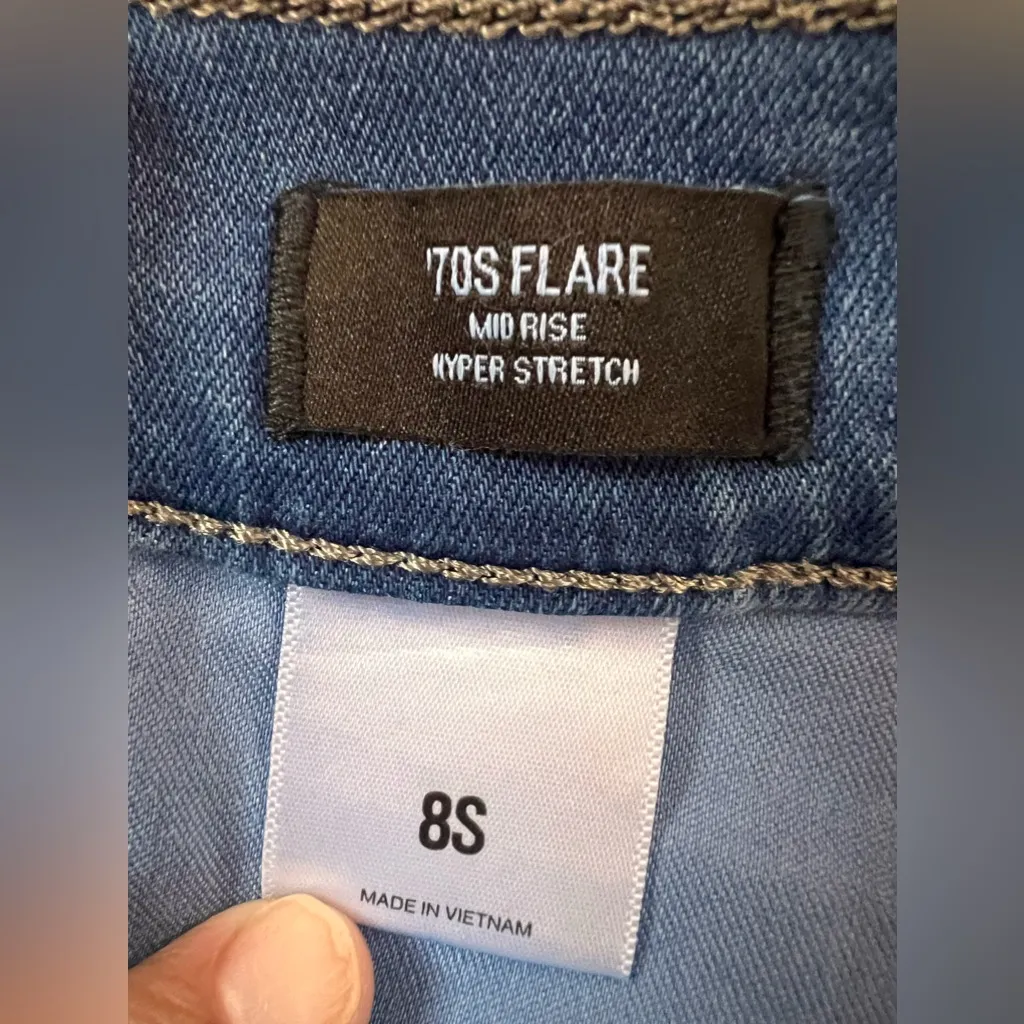 '70S FLARE
MID RISE
HYPER STRETCH
8S
MADE IN VIETNAM